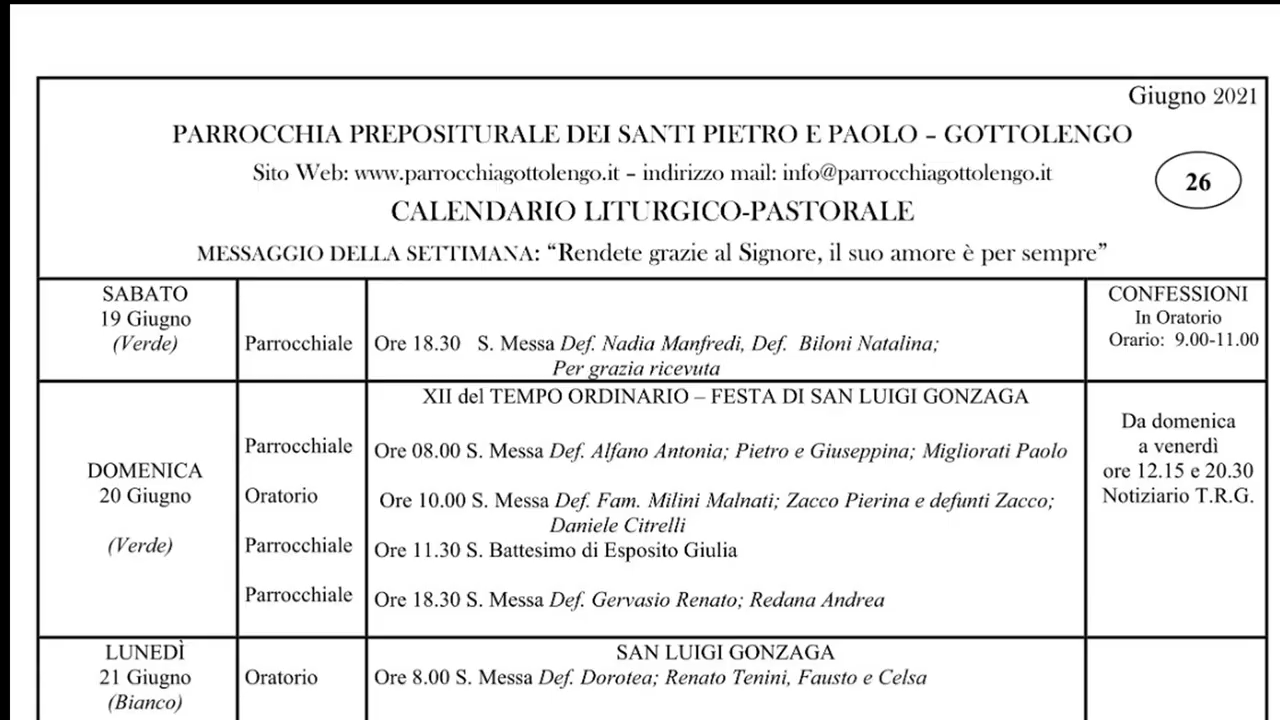 Giugno 2021
PARROCCHIA PREPOSITURALE DEI SANTI PIETRO E PAOLO – GOTTOLENGO
Sito Web: www.parrocchiagottolengo.it – indirizzo mail: info@parrocchiagottolengo.it
26
CALENDARIO LITURGICO-PASTORALE
MESSAGGIO DELLA SETTIMANA: “Rendete grazie al Signore, il suo amore è per sempre”
SABATO
19 Giugno
(Verde)
Parrocchiale
Ore 18.30 S. Messa Def. Nadia Manfredi, Def. Biloni Natalina;
Per grazia ricevuta
CONFESSIONI
In Oratorio
Orario: 9.00-11.00
DOMENICA
20 Giugno
(Verde)
XII del TEMPO ORDINARIO – FESTA DI SAN LUIGI GONZAGA
Parrocchiale
Ore 08.00 S. Messa Def. Alfano Antonia; Pietro e Giuseppina; Migliorati Paolo
Oratorio
Ore 10.00 S. Messa Def. Fam. Milini Malnati; Zacco Pierina e defunti Zacco;
Daniele Citrelli
Parrocchiale
Ore 11.30 S. Battesimo di Esposito Giulia
Parrocchiale
Ore 18.30 S. Messa Def. Gervasio Renato; Redana Andrea
Da domenica
a venerdì
ore 12.15 e 20.30
Notiziario T.R.G.
LUNEDÌ
21 Giugno
(Bianco)
Oratorio
SAN LUIGI GONZAGA
Ore 8.00 S. Messa Def. Dorotea; Renato Tenini, Fausto e Celsa